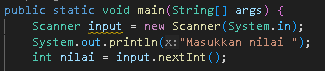 public static void main(String[] args) {
Scanner input = new Scanner(System.in);
System.out.println(x:"Masukkan nilai ");
int nilai = input.nextInt();